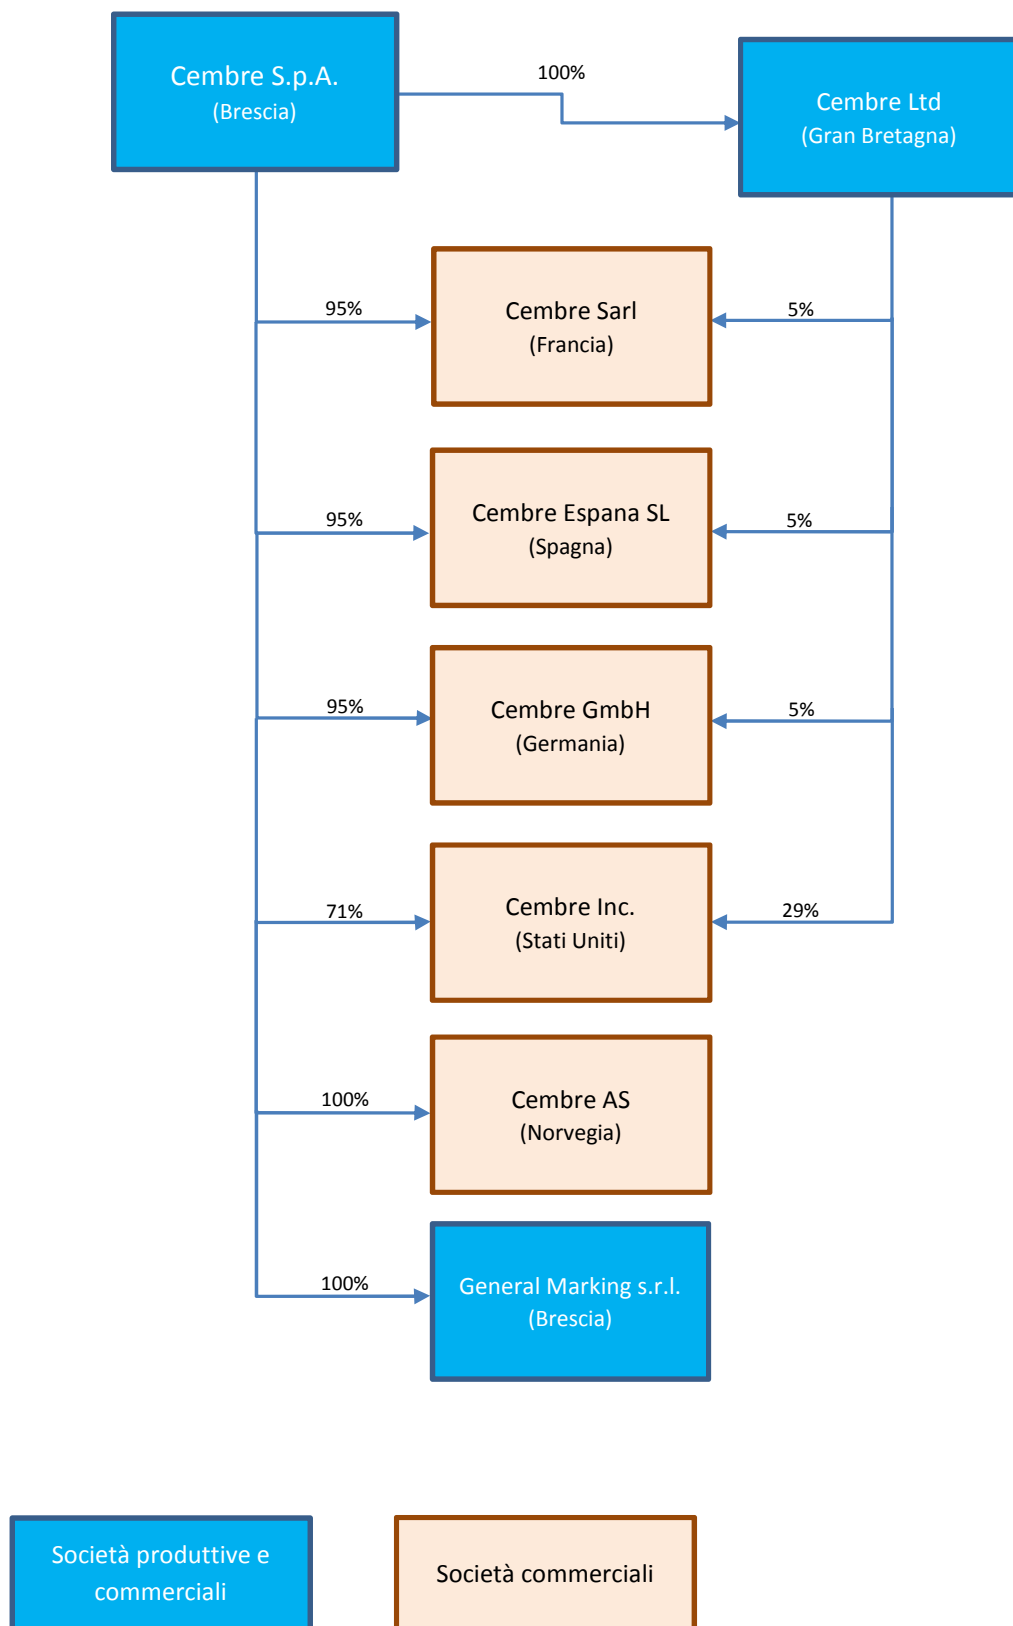 Cembre S.p.A.
(Brescia)
100%
Cembre Ltd
(Gran Bretagna)
95%
Cembre Sarl
(Francia)
5%
95%
Cembre Espana SL
(Spagna)
5%
95%
Cembre GmbH
(Germania)
5%
71%
Cembre Inc.
(Stati Uniti)
29%
100%
Cembre AS
(Norvegia)
100%
General Marking s.r.l.
(Brescia)
Società produttive e
commerciali
Società commerciali